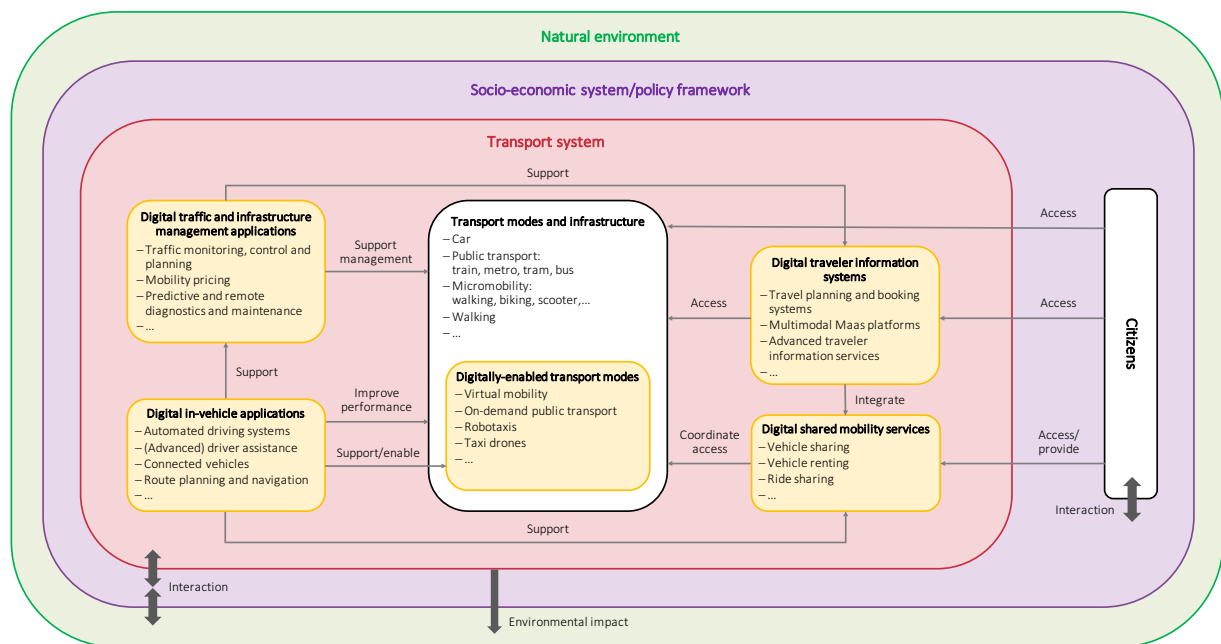 Natural environment
Socio-economic system/policy framework
Transport system
Support
Digital traffic and infrastructure
management applications
– Traffic monitoring, control and
planning
– Mobility pricing
– Predictive and remote
diagnostics and maintenance
– ...
Support
management
Transport modes and infrastructure
– Car
– Public transport:
train, metro, tram, bus
– Micromobility:
walking, biking, scooter,...
– Walking
– ...
Access
Digital traveler information
systems
– Travel planning and booking
systems
– Multimodal Maas platforms
– Advanced traveler
information services
– ...
Access
Access
Citizens
Support
Improve
performance
Digitally-enabled transport modes
– Virtual mobility
– On-demand public transport
– Robotaxis
– Taxi drones
– ...
Integrate
Digital in-vehicle applications
– Automated driving systems
– (Advanced) driver assistance
– Connected vehicles
– Route planning and navigation
– ...
Support/enable
Coordinate
access
Digital shared mobility services
– Vehicle sharing
– Vehicle renting
– Ride sharing
– ...
Access/
provide
Interaction
Support
Interaction
Environmental impact